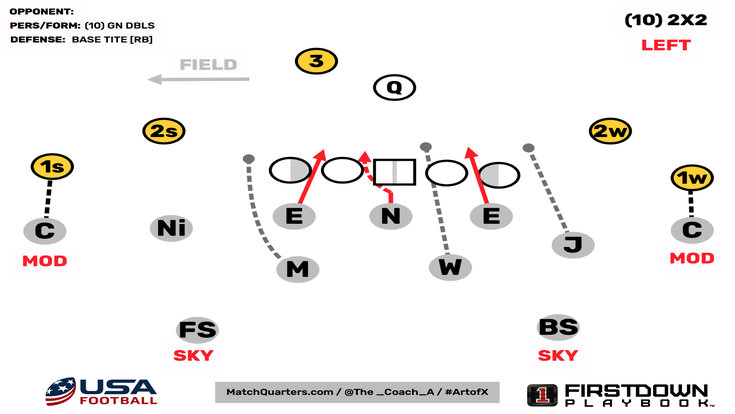 OPPONENT:
PERS/FORM: (10) GN DBLS
DEFENSE: BASE TITE [RB]
(10) 2X2
LEFT
FIELD
3
Q
2s
2w
1s
1w
E
N
E
C
Ni
C
J
M
W
MOD
MOD
FS
BS
SKY
SKY
USA
FOOTBALL
MatchQuarters.com / @The _Coach_A / #ArtofX
1
FIRSTDOWN
PLAYBOOK™